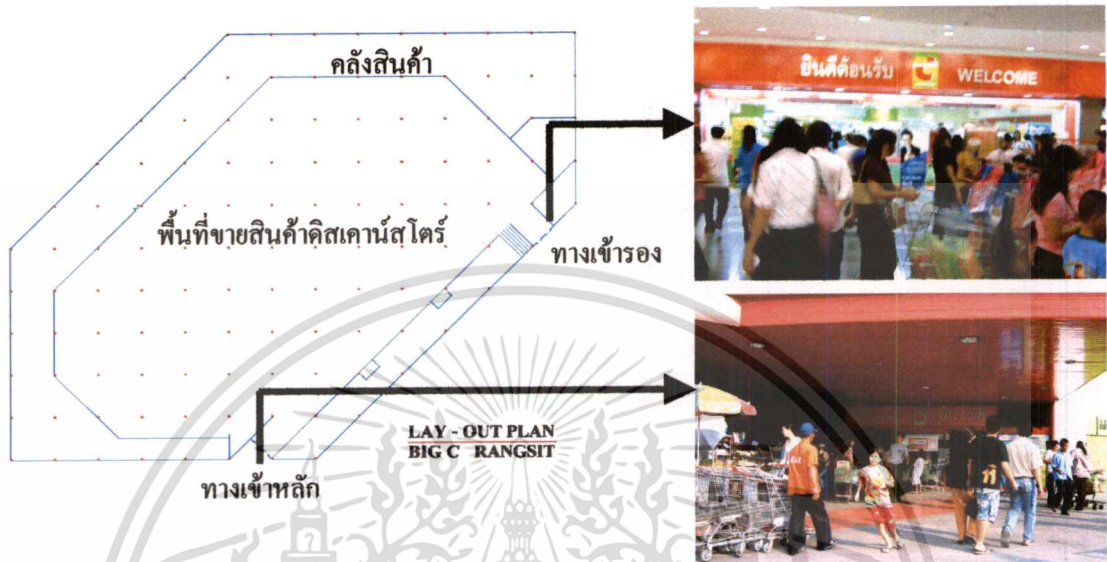 คลังสินค้า
พื้นที่ขายสินค้าดิสเคาน์สโตร์
ทางเข้ารอง
ทางเข้าหลัก
LAY - OUT PLAN
BIG C RANGSIT
ยินดีต้อนรับ WELCOME